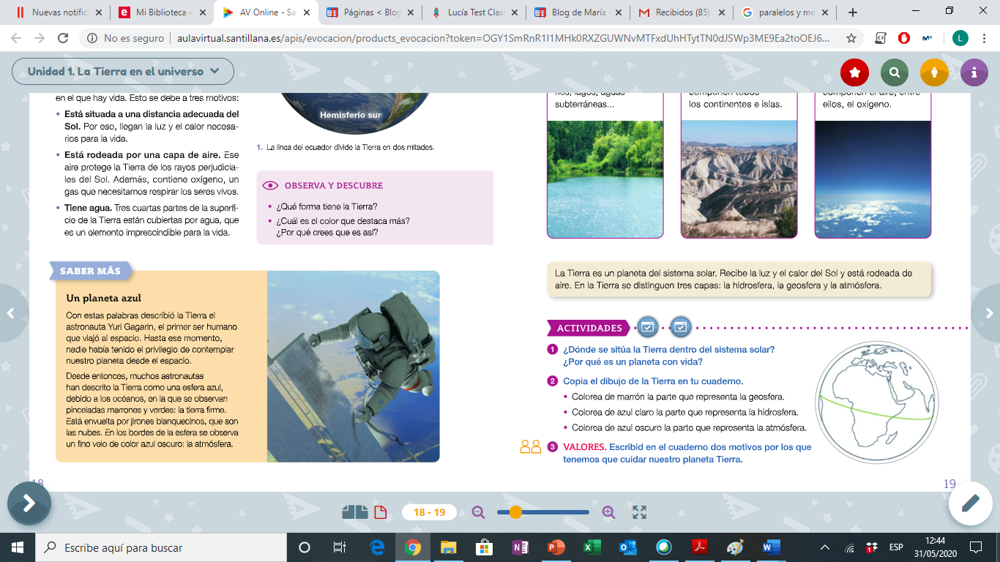 Nuevas notific
Mi Biblioteca »
AV Online - Sa
Páginas < Blog
Lucía Test Clas
Blog de María
Recibidos (85)
paralelos y me
No es seguro
aulavirtual.santillana.es/apis/evocacion/products_evocacion?token=OGY1SmRnR1I1MHk0RXZGUWNvMTFxdUhHTytTN0dJSWp3ME9Ea2toOEJ6...
L
Unidad 1. La Tierra en el universo
en el que hay vida. Esto se debe a tres motivos:
• Está situada a una distancia adecuada del
Sol. Por eso, llegan la luz y el calor necesa-
rios para la vida.
• Está rodeada por una capa de aire. Ese
aire protege la Tierra de los rayos perjudicia-
les del Sol. Además, contiene oxígeno, un
gas que necesitamos respirar los seres vivos.
• Tiene agua. Tres cuartas partes de la superfi-
cie de la Tierra están cubiertas por agua, que
es un elemento imprescindible para la vida.
Hemisferio sur
1. La línea del ecuador divide la Tierra en dos mitades.
OBSERVA Y DESCUBRE
• ¿Qué forma tiene la Tierra?
• ¿Cuál es el color que destaca más?
¿Por qué crees que es así?
SABER MÁS
Un planeta azul
Con estas palabras describió la Tierra el
astronauta Yuri Gagarin, el primer ser humano
que viajó al espacio. Hasta ese momento,
nadie había tenido el privilegio de contemplar
nuestro planeta desde el espacio.
Desde entonces, muchos astronautas
han descrito la Tierra como una esfera azul,
debido a los océanos, en la que se observan
pinceladas marrones y verdes: la tierra firme.
Está envuelta por jirones blanquecinos, que son
las nubes. En los bordes de la esfera se observa
un fino velo de color azul oscuro: la atmósfera.
18
ríos, lagos, aguas
subterráneas...
componen todos
los continentes e islas.
componen el aire, entre
ellos, el oxígeno.
La Tierra es un planeta del sistema solar. Recibe la luz y el calor del Sol y está rodeada de
aire. En la Tierra se distinguen tres capas: la hidrosfera, la geosfera y la atmósfera.
ACTIVIDADES
1 ¿Dónde se sitúa la Tierra dentro del sistema solar?
¿Por qué es un planeta con vida?
2 Copia el dibujo de la Tierra en tu cuaderno.
• Colorea de marrón la parte que representa la geosfera.
• Colorea de azul claro la parte que representa la hidrosfera.
• Colorea de azul oscuro la parte que representa la atmósfera.
3 VALORES. Escribid en el cuaderno dos motivos por los que
tenemos que cuidar nuestro planeta Tierra.
19
18 - 19
Escribe aquí para buscar
ESP
12:44
31/05/2020